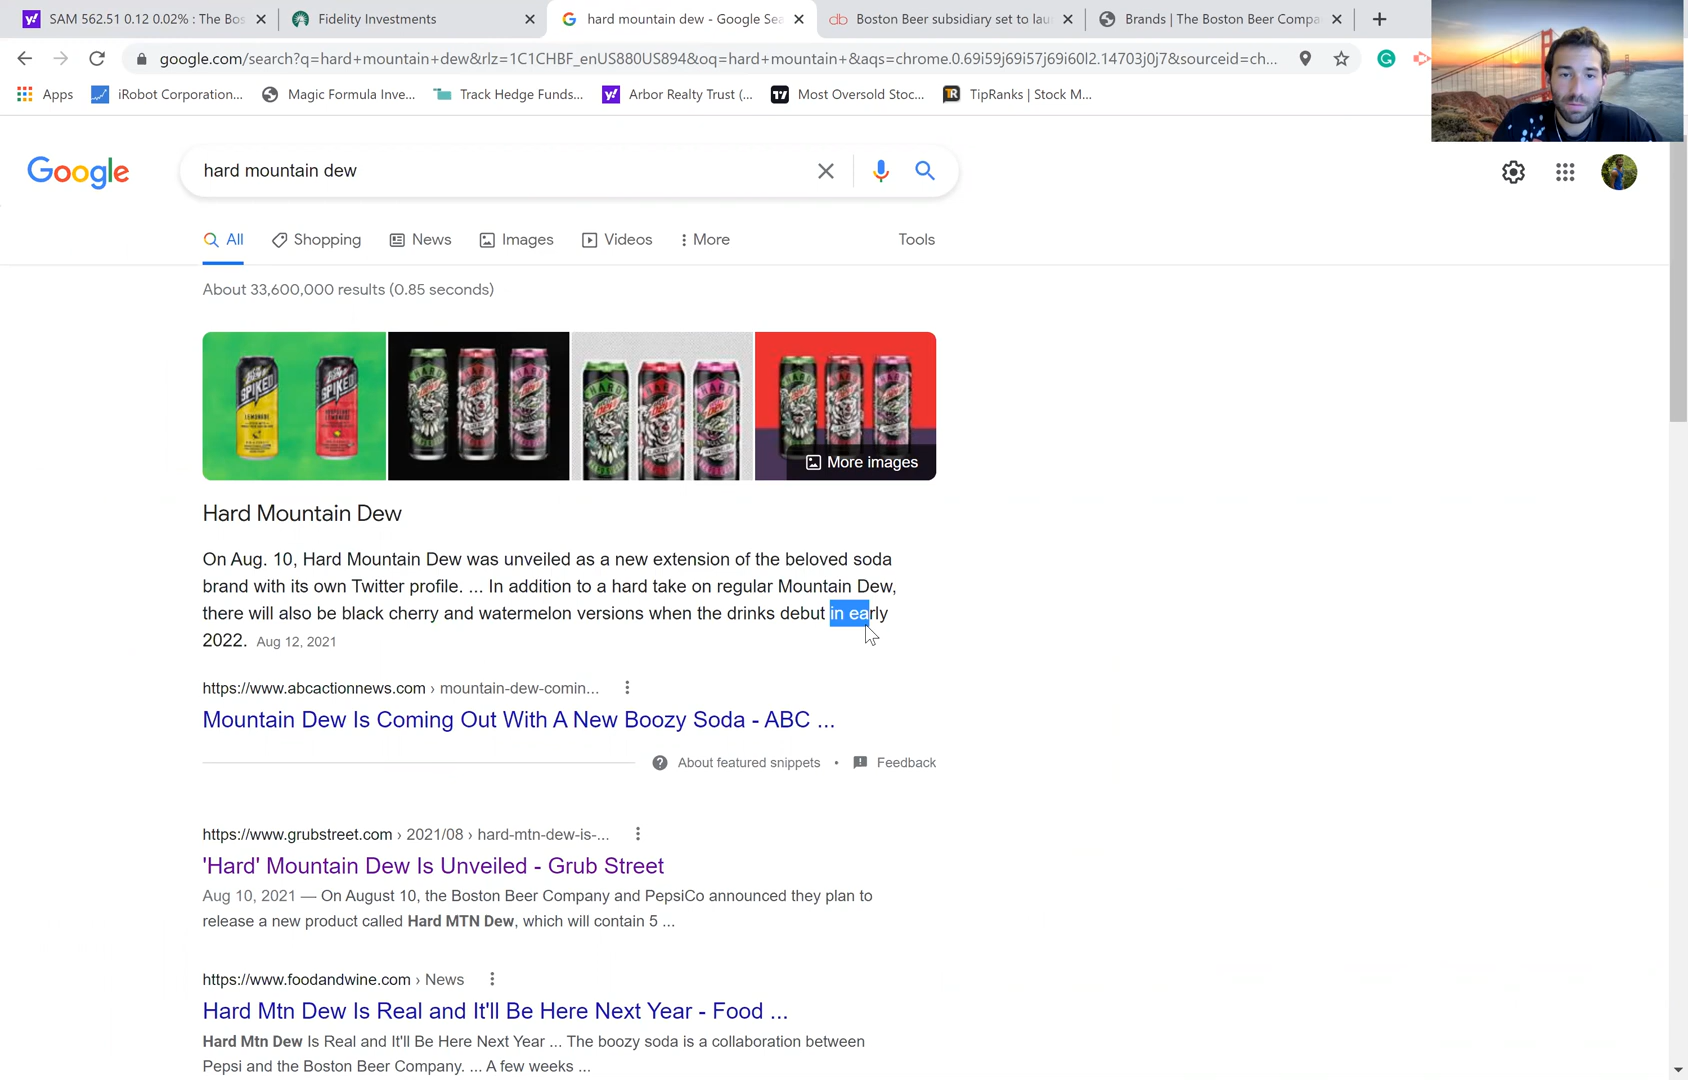 SAM 562.51 0.12 0.02% : The Bos
Fidelity Investments
hard mountain dew - Google Sea
Boston Beer subsidiary set to lau
Brands | The Boston Beer Compa
google.com/search?q=hard+mountain+dew&rlz=1C1CHBF_enUS880US894&oq=hard+mountain+&aqs=chrome.0.69i59j69i57j69i60l2.14703j0j7&sourceid=ch...
Apps
iRobot Corporation...
Magic Formula Inve...
Track Hedge Funds...
Arbor Realty Trust (...
Most Oversold Stoc...
TipRanks | Stock M...
Google
hard mountain dew
All
Shopping
News
Images
Videos
More
Tools
About 33,600,000 results (0.85 seconds)
SPIKED
LEMONADE
SPIKED
HARD
HARD
HARD
More images
Hard Mountain Dew
On Aug. 10, Hard Mountain Dew was unveiled as a new extension of the beloved soda
brand with its own Twitter profile. ... In addition to a hard take on regular Mountain Dew,
there will also be black cherry and watermelon versions when the drinks debut in early
2022. Aug 12, 2021
https://www.abcactionnews.com › mountain-dew-comin...
Mountain Dew Is Coming Out With A New Boozy Soda - ABC ...
About featured snippets • Feedback
https://www.grubstreet.com › 2021/08 › hard-mtn-dew-is-...
'Hard' Mountain Dew Is Unveiled - Grub Street
Aug 10, 2021 — On August 10, the Boston Beer Company and PepsiCo announced they plan to
release a new product called Hard MTN Dew, which will contain 5 ...
https://www.foodandwine.com › News
Hard Mtn Dew Is Real and It'll Be Here Next Year - Food ...
Hard Mtn Dew Is Real and It'll Be Here Next Year ... The boozy soda is a collaboration between
Pepsi and the Boston Beer Company. ... A few weeks ...